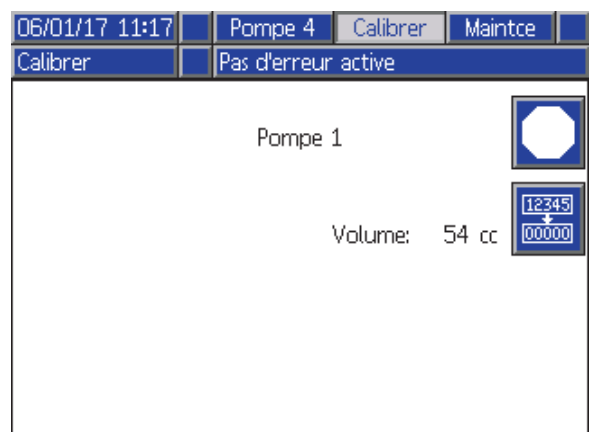 06/01/17 11:17 Pompe 4 Calibrer Maintce
Calibrer Pas d'erreur active
Pompe 1
12345
Volume: 54 cc
00000